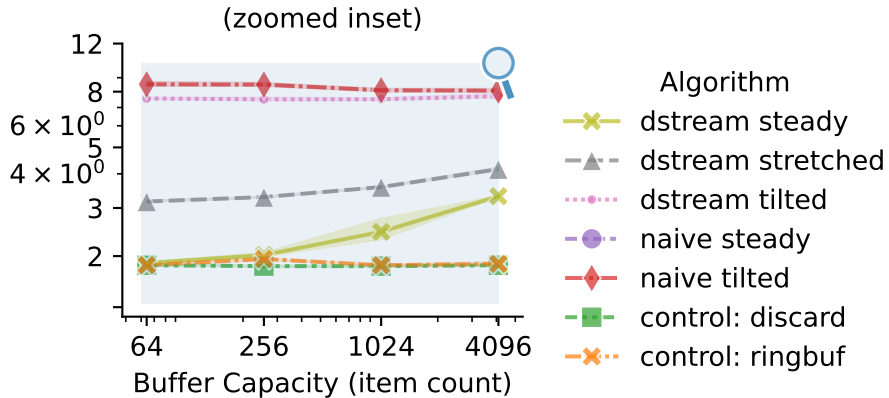 (zoomed inset)
12
8
6 × 10⁰
5
4 × 10⁰
3
2
64 256 1024 4096
Buffer Capacity (item count)
Algorithm
dstream steady
dstream stretched
dstream tilted
naive steady
naive tilted
control: discard
control: ringbuf